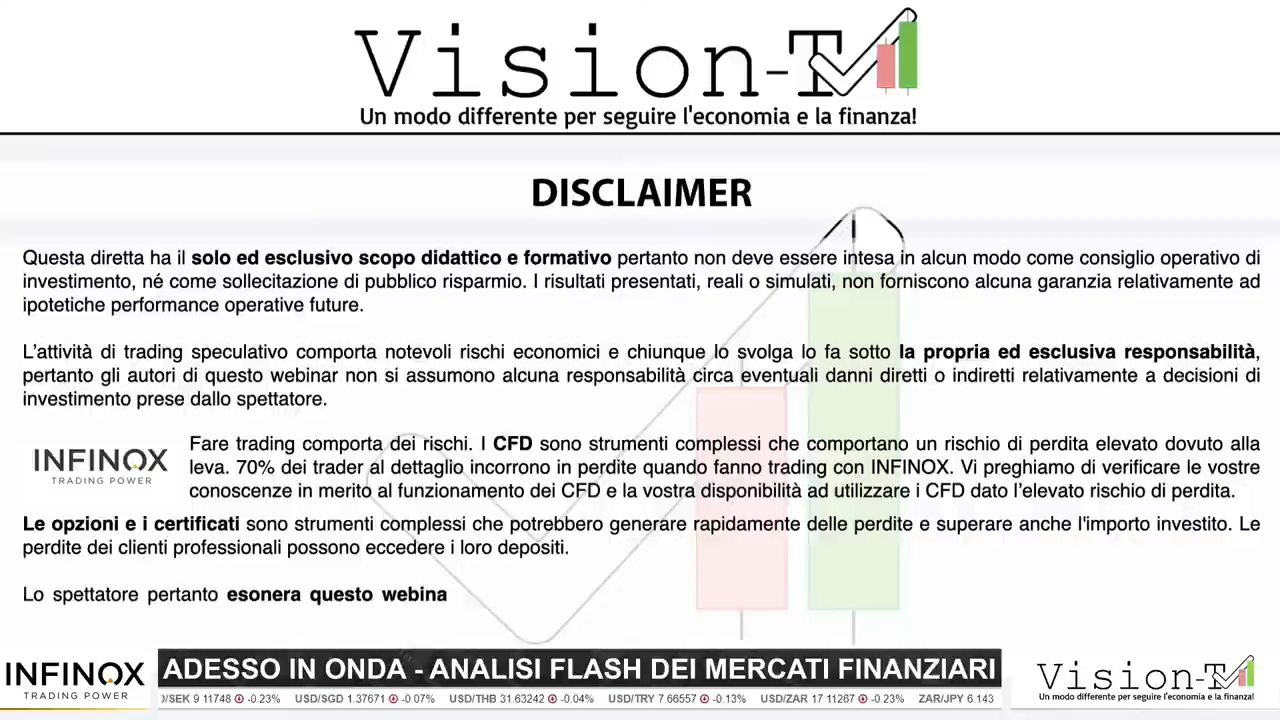 Vision-T
Un modo differente per seguire l'economia e la finanza!
DISCLAIMER
Questa diretta ha il solo ed esclusivo scopo didattico e formativo pertanto non deve essere intesa in alcun modo come consiglio operativo di
investimento, né come sollecitazione di pubblico risparmio. I risultati presentati, reali o simulati, non forniscono alcuna garanzia relativamente ad
ipotetiche performance operative future.
L'attività di trading speculativo comporta notevoli rischi economici e chiunque lo svolga lo fa sotto la propria ed esclusiva responsabilità,
pertanto gli autori di questo webinar non si assumono alcuna responsabilità circa eventuali danni diretti o indiretti relativamente a decisioni di
investimento prese dallo spettatore.
INFINOX
TRADING POWER
Fare trading comporta dei rischi. I CFD sono strumenti complessi che comportano un rischio di perdita elevato dovuto alla
leva. 70% dei trader al dettaglio incorrono in perdite quando fanno trading con INFINOX. Vi preghiamo di verificare le vostre
conoscenze in merito al funzionamento dei CFD e la vostra disponibilità ad utilizzare i CFD dato l'elevato rischio di perdita.
Le opzioni e i certificati sono strumenti complessi che potrebbero generare rapidamente delle perdite e superare anche l'importo investito. Le
perdite dei clienti professionali possono eccedere i loro depositi.
Lo spettatore pertanto esonera questo webina
INFINOX
TRADING POWER
ADESSO IN ONDA - ANALISI FLASH DEI MERCATI FINANZIARI
/SEK 9 11748 -0.23% USD/SGD 1.37671 -0.07% USD/THB 31.63242 -0.04% USD/TRY 7.66557 -0.13% USD/ZAR 17 11267 -0.23% ZAR/JPY 6.143
Vision-T
Un modo differente per seguire l'economia e la finanza!